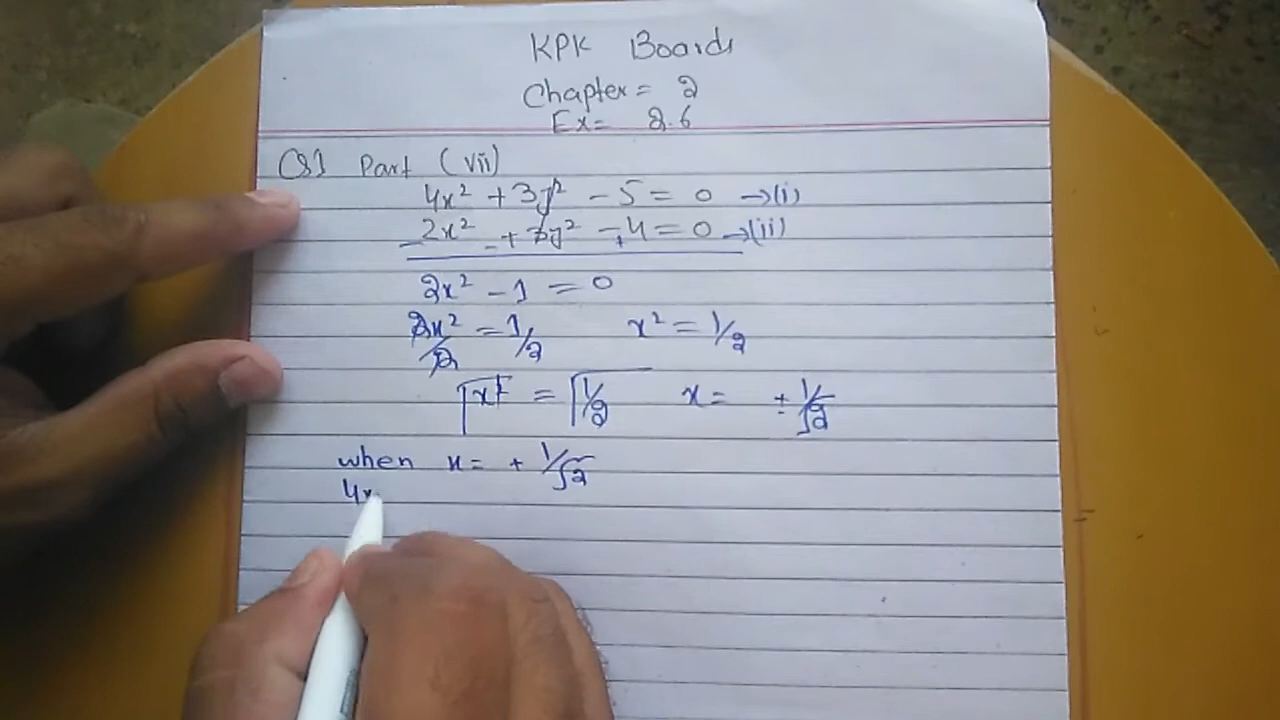 KPK Boards
Chapter = 2
Ex = 2.6
QS1 Part (vii)
4x² + 3y² - 5 = 0 →(i)
2x² + 3y² - 4 = 0 →(ii)
- - +
2x² - 1 = 0
2x²/2 = 1/2 x² = 1/2
√x² = √1/2 x = ± 1/√2
when x = + 1/√2
4x